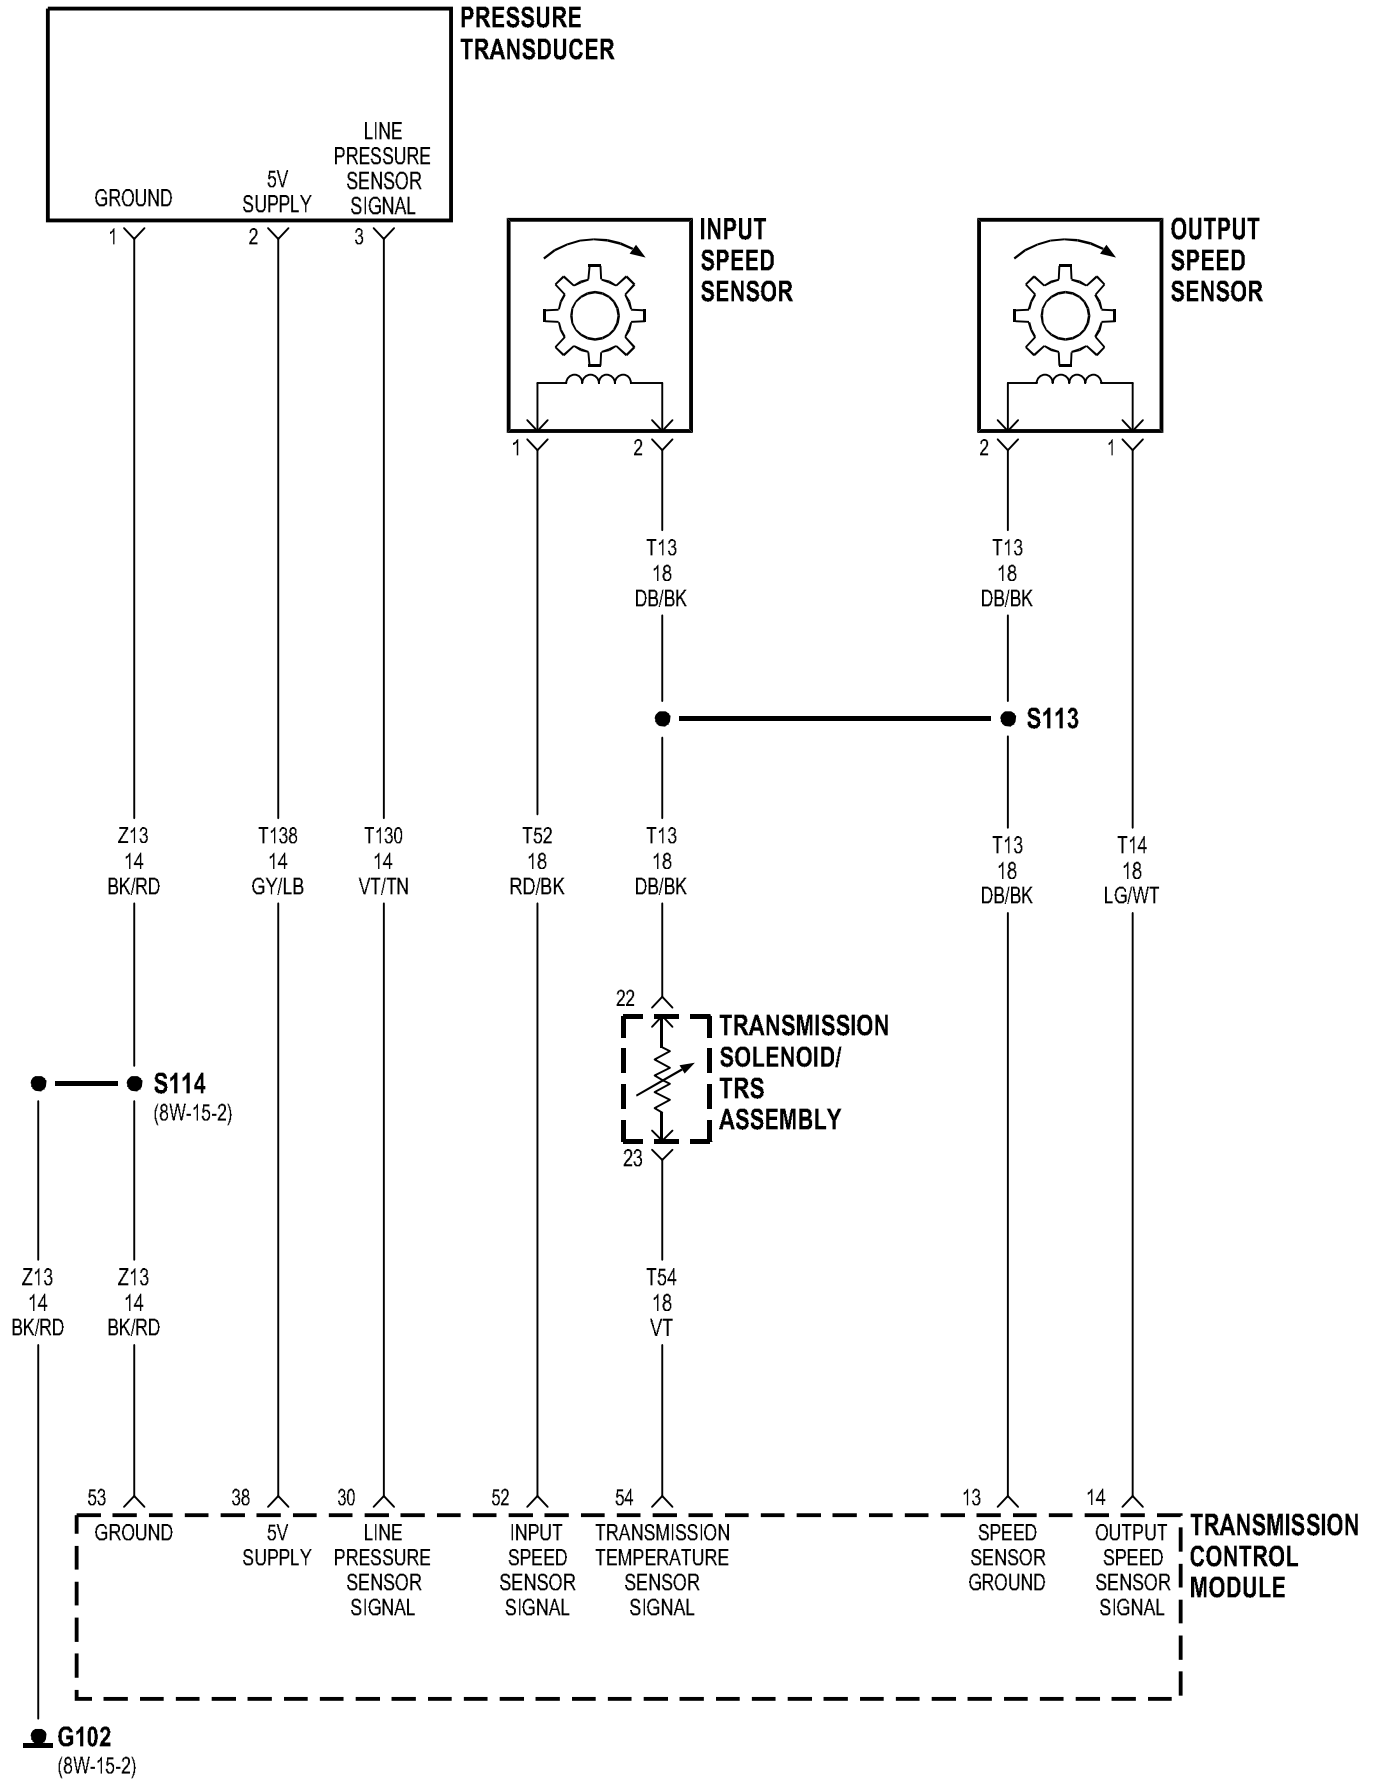 PRESSURE
TRANSDUCER
LINE
PRESSURE
SENSOR
SIGNAL
5V
SUPPLY
GROUND
1
2
3
INPUT
SPEED
SENSOR
OUTPUT
SPEED
SENSOR
1
2
2
1
T13
18
DB/BK
T13
18
DB/BK
S113
Z13
14
BK/RD
T138
14
GY/LB
T130
14
VT/TN
T52
18
RD/BK
T13
18
DB/BK
T13
18
DB/BK
T14
18
LG/WT
22
TRANSMISSION
SOLENOID/
TRS
ASSEMBLY
23
S114
(8W-15-2)
Z13
14
BK/RD
Z13
14
BK/RD
T54
18
VT
53
38
30
52
54
13
14
GROUND
5V
SUPPLY
LINE
PRESSURE
SENSOR
SIGNAL
INPUT
SPEED
SENSOR
SIGNAL
TRANSMISSION
TEMPERATURE
SENSOR
SIGNAL
SPEED
SENSOR
GROUND
OUTPUT
SPEED
SENSOR
SIGNAL
TRANSMISSION
CONTROL
MODULE
G102
(8W-15-2)